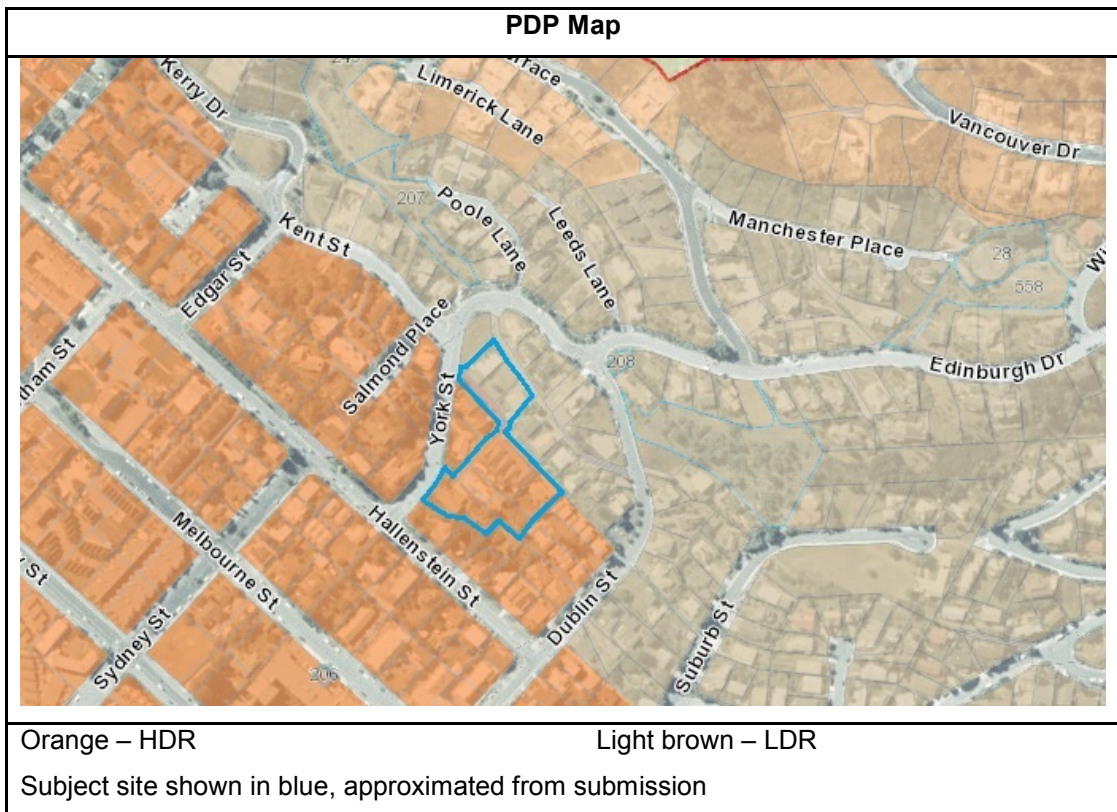 PDP Map
Kerry Dr
Limerick Lane
Vancouver Dr
207
Poole Lane
Leeds Lane
Manchester Place
28
558
Kent St
Edgar St
Salmond Place
York St
208
Edinburgh Dr
Hallenstein St
Melbourne St
Sydney St
206
Dublin St
Suburb St
Orange – HDR Light brown – LDR
Subject site shown in blue, approximated from submission